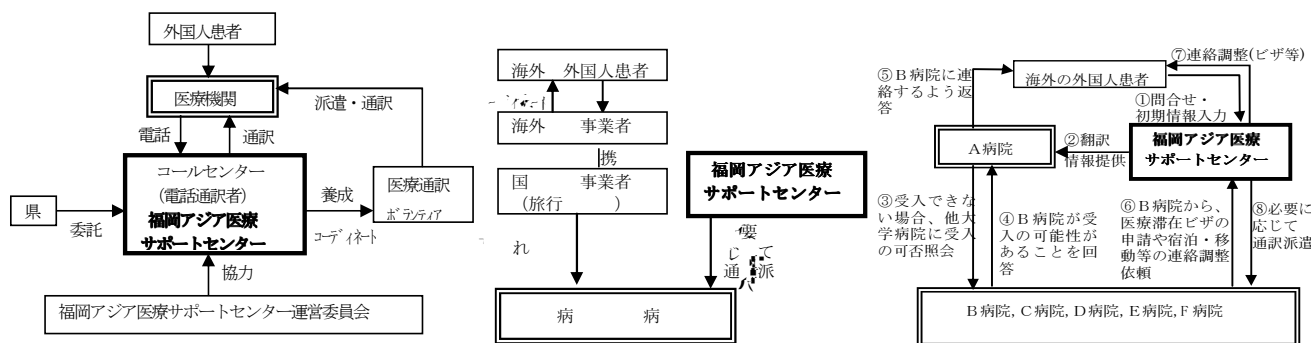 外国人患者
医療機関
派遣・通訳
電話
通訳
コールセンター
(電話通訳者)
福岡アジア医療
サポートセンター
県
委託
養成
コーディネート
医療通訳
ボランティア
協力
福岡アジア医療サポートセンター運営委員会
海外 外国人患者
海外 事業者
携
国 事業者
(旅行 )
れ
福岡アジア医療
サポートセンター
要
じて
通 派
病 病
⑦連絡調整(ビザ等)
⑤Ｂ病院に連
絡するよう返
答
海外の外国人患者
①問合せ・
初期情報入力
Ａ病院
②翻訳
情報提供
福岡アジア医療
サポートセンター
③受入できな
い場合、他大
学病院に受入
の可否照会
④Ｂ病院が受
入の可能性が
あることを回
答
⑥Ｂ病院から、
医療滞在ビザの
申請や宿泊・移
動等の連絡調整
依頼
⑧必要に
応じて
通訳派遣
Ｂ病院,Ｃ病院,Ｄ病院,Ｅ病院,Ｆ病院